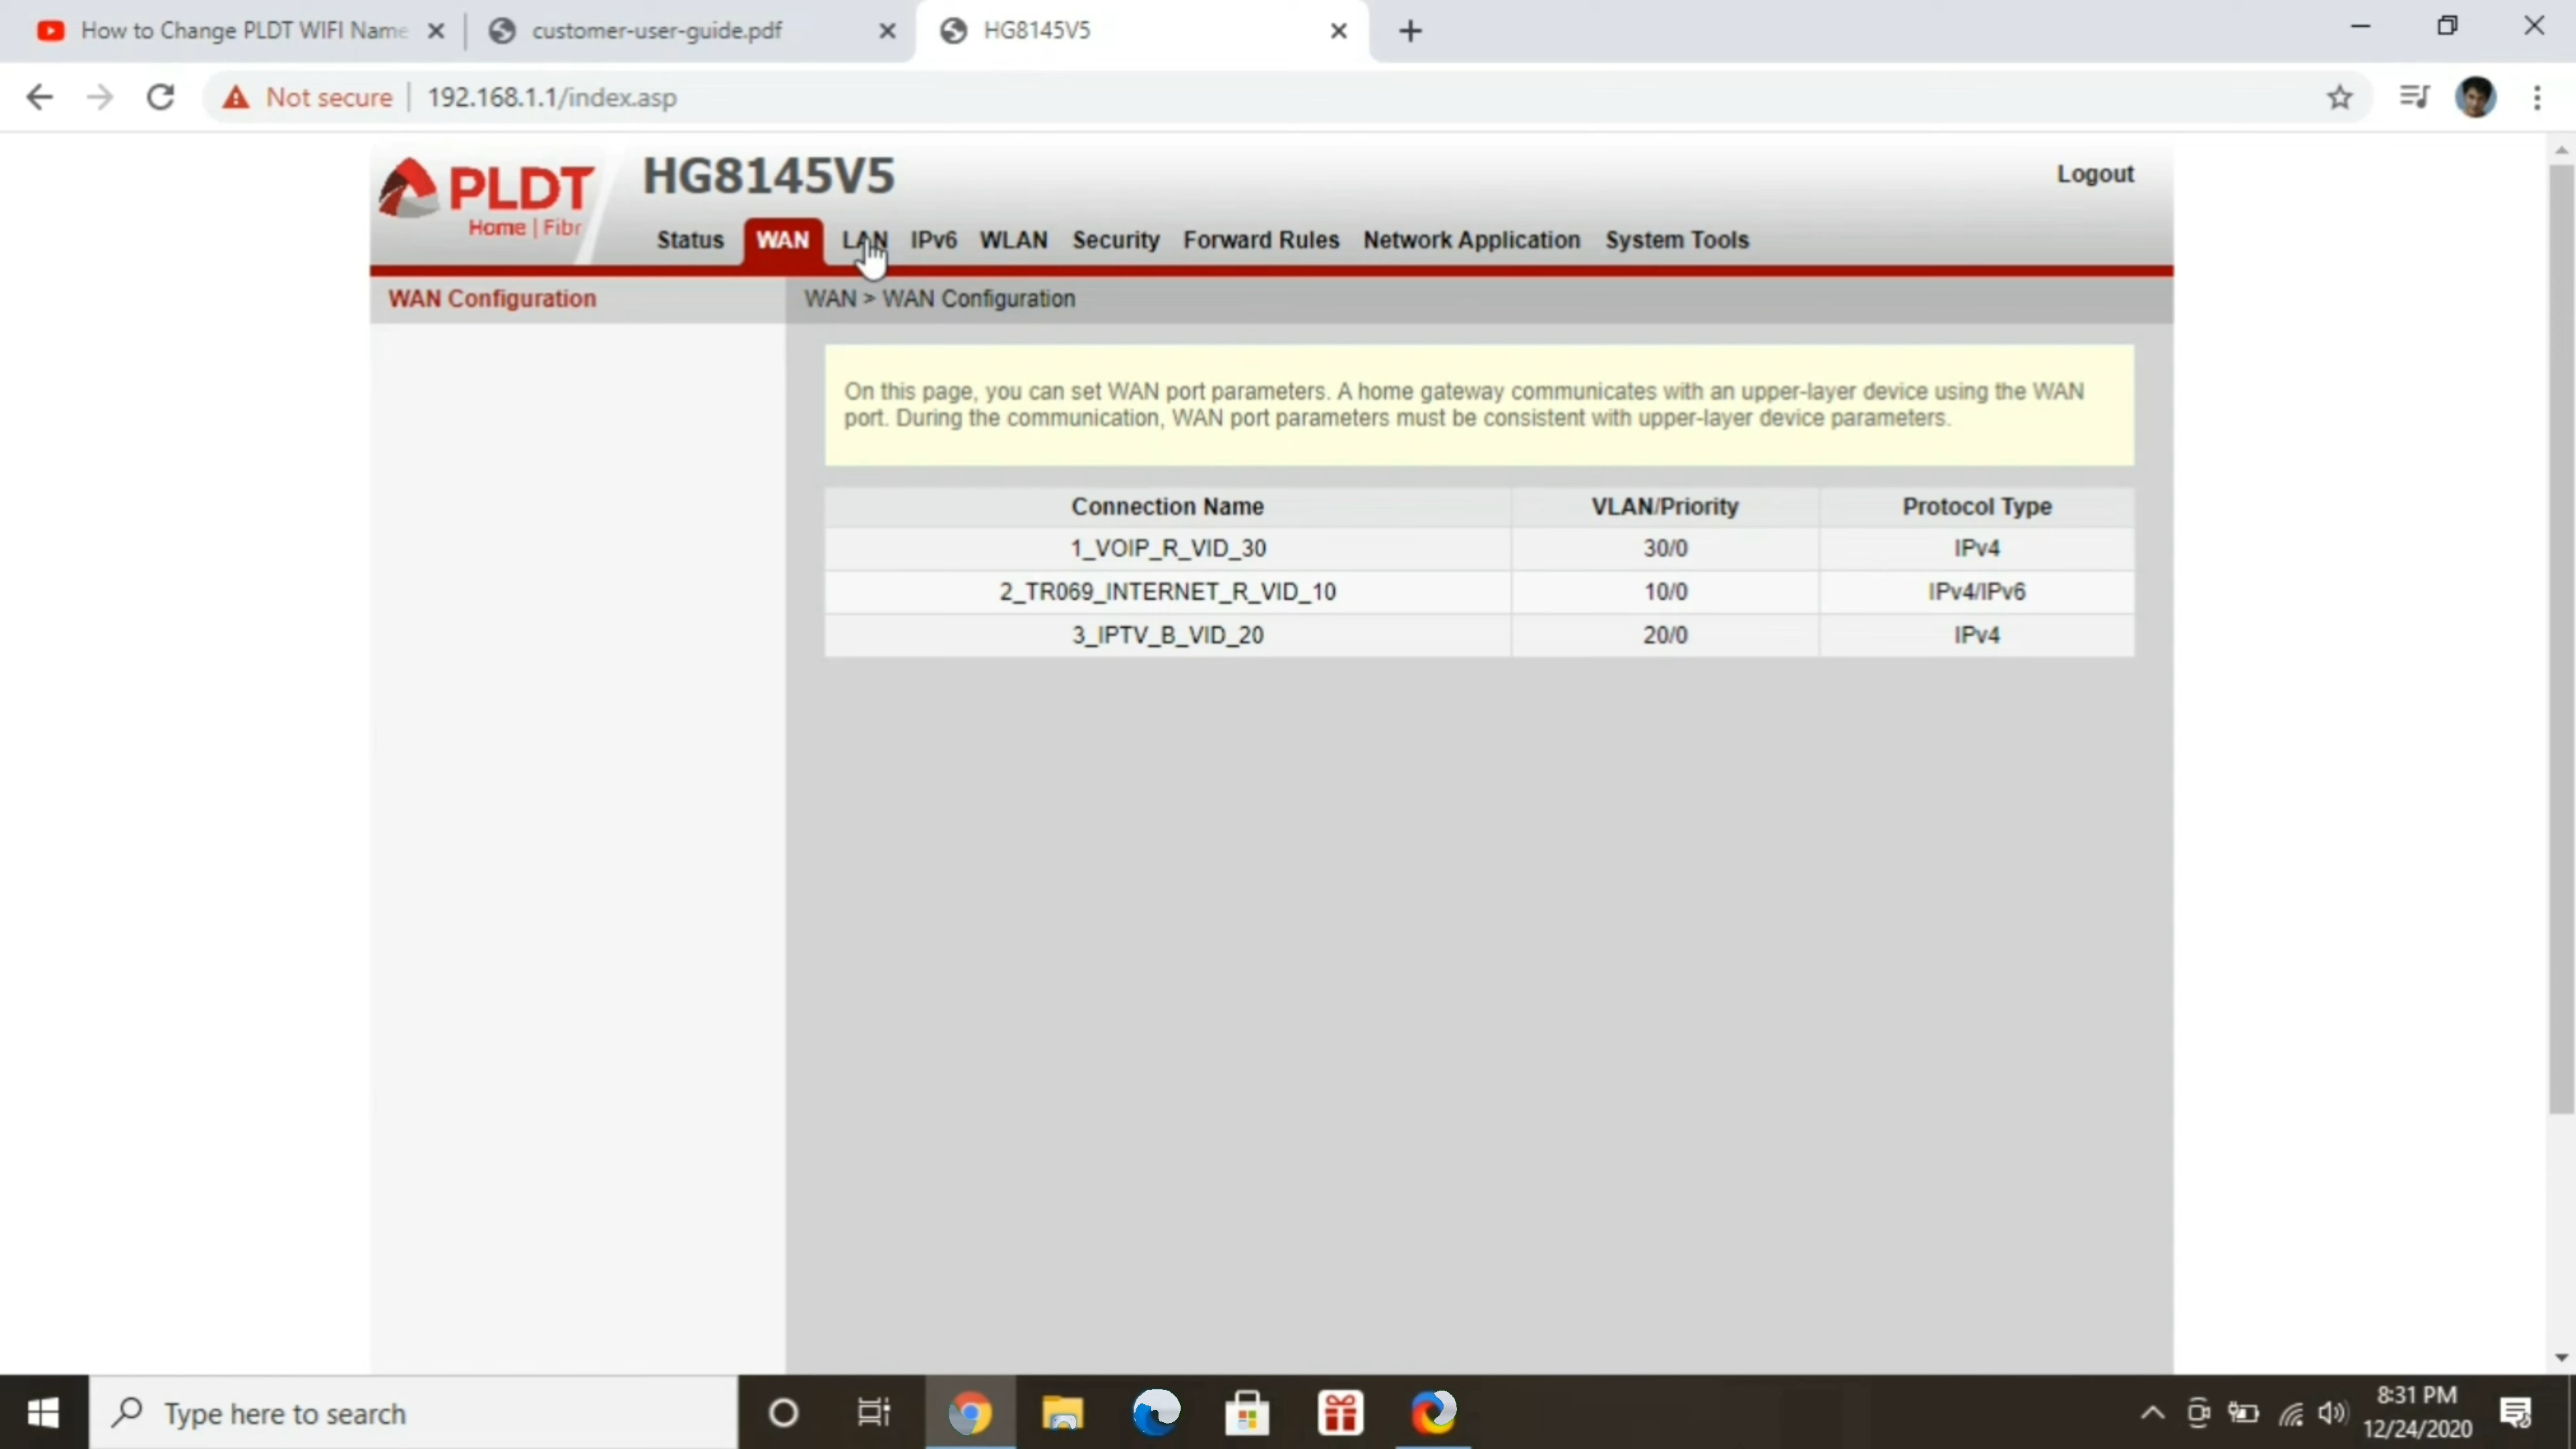 How to Change PLDT WIFI Name
customer-user-guide.pdf
HG8145V5
Not secure
192.168.1.1/index.asp
PLDT
Home | Fibr
HG8145V5
Logout
Status
WAN
LAN
IPv6
WLAN
Security
Forward Rules
Network Application
System Tools
WAN Configuration
WAN > WAN Configuration
On this page, you can set WAN port parameters. A home gateway communicates with an upper-layer device using the WAN
port. During the communication, WAN port parameters must be consistent with upper-layer device parameters.
Connection Name VLAN/Priority Protocol Type
1_VOIP_R_VID_30 30/0 IPv4
2_TR069_INTERNET_R_VID_10 10/0 IPv4/IPv6
3_IPTV_B_VID_20 20/0 IPv4
Type here to search
8:31 PM
12/24/2020